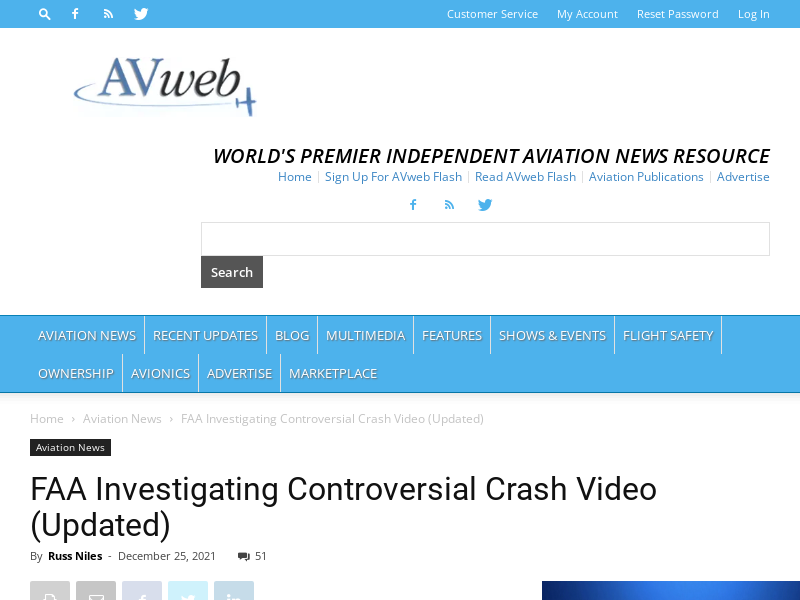 Customer Service My Account Reset Password Log In
AVweb
WORLD'S PREMIER INDEPENDENT AVIATION NEWS RESOURCE
Home Sign Up For AVweb Flash Read AVweb Flash Aviation Publications Advertise
Search
AVIATION NEWS RECENT UPDATES BLOG MULTIMEDIA FEATURES SHOWS & EVENTS FLIGHT SAFETY
OWNERSHIP AVIONICS ADVERTISE MARKETPLACE
Home › Aviation News › FAA Investigating Controversial Crash Video (Updated)
Aviation News
FAA Investigating Controversial Crash Video
(Updated)
By Russ Niles - December 25, 2021 51